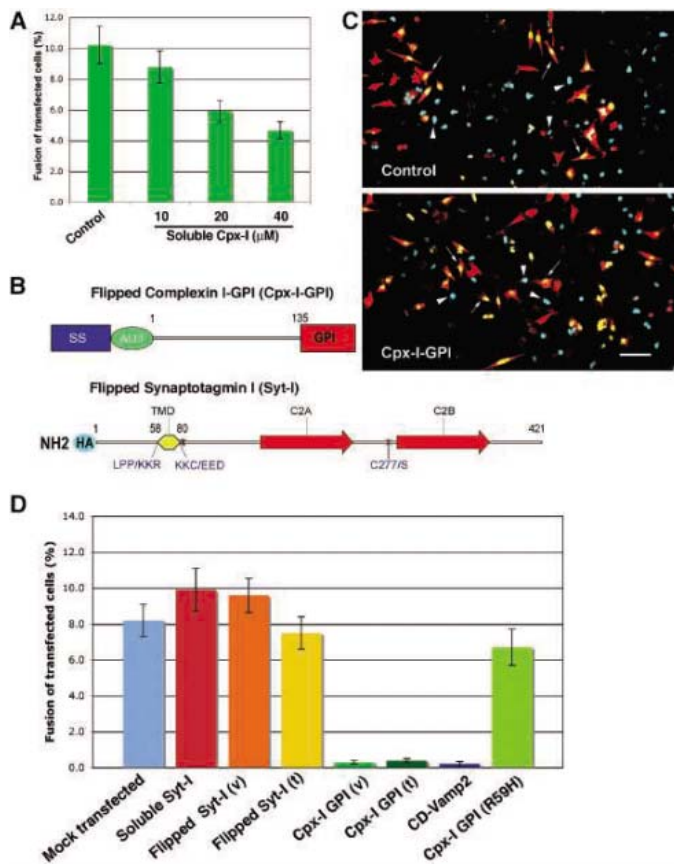 A
Fusion of transfected cells (%)
12.0
10.0
8.0
6.0
4.0
2.0
0.0
Control
10 20 40
Soluble Cpx-I (μM)
B
Flipped Complexin I-GPI (Cpx-I-GPI)
1 135
SS GPI
Flipped Synaptotagmin I (Syt-I)
TMD C2A C2B
1 58 80 421
NH2 HA
LPP/KKR KKC/EED C277/S
C
Control
Cpx-I-GPI
D
Fusion of transfected cells (%)
14.0
12.0
10.0
8.0
6.0
4.0
2.0
0.0
Mock transfected
Soluble Syt-I
Flipped Syt-I (v)
Flipped Syt-I (t)
Cpx-I GPI (v)
Cpx-I GPI (t)
CD-Vamp2
Cpx-I GPI (R59H)